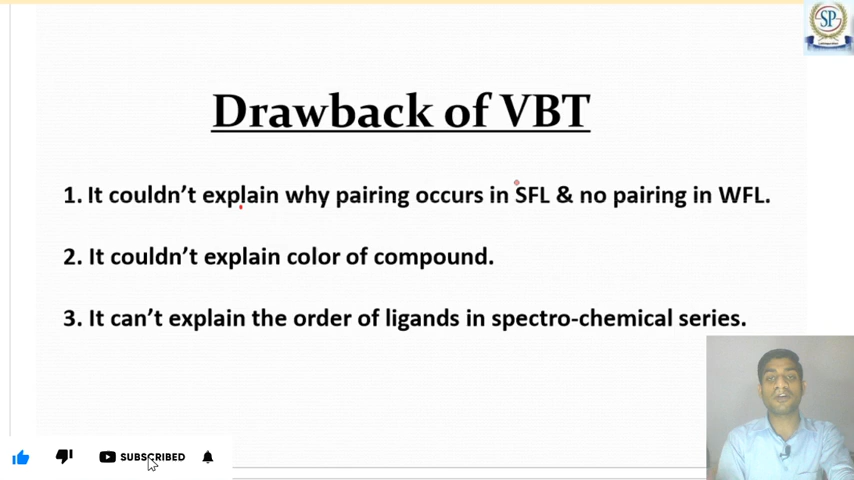 SP
Drawback of VBT
1. It couldn't explain why pairing occurs in SFL & no pairing in WFL.
2. It couldn't explain color of compound.
3. It can't explain the order of ligands in spectro-chemical series.
SUBSCRIBED